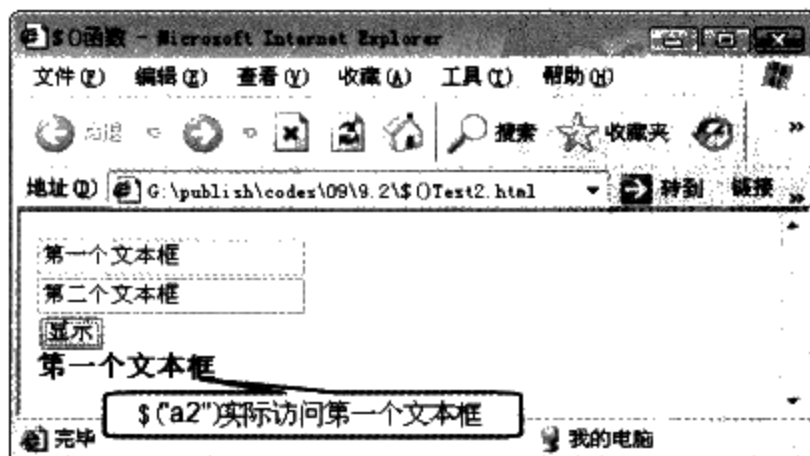 $()函数 - Microsoft Internet Explorer
文件(F) 编辑(E) 查看(V) 收藏(A) 工具(T) 帮助(H)
后退 搜索 收藏夹 »
地址(D) G:\publish\codes\09\9.2\$()Test2.html 转到 链接 »
第一个文本框
第二个文本框
显示
第一个文本框
$("a2")实际访问第一个文本框
完毕 我的电脑